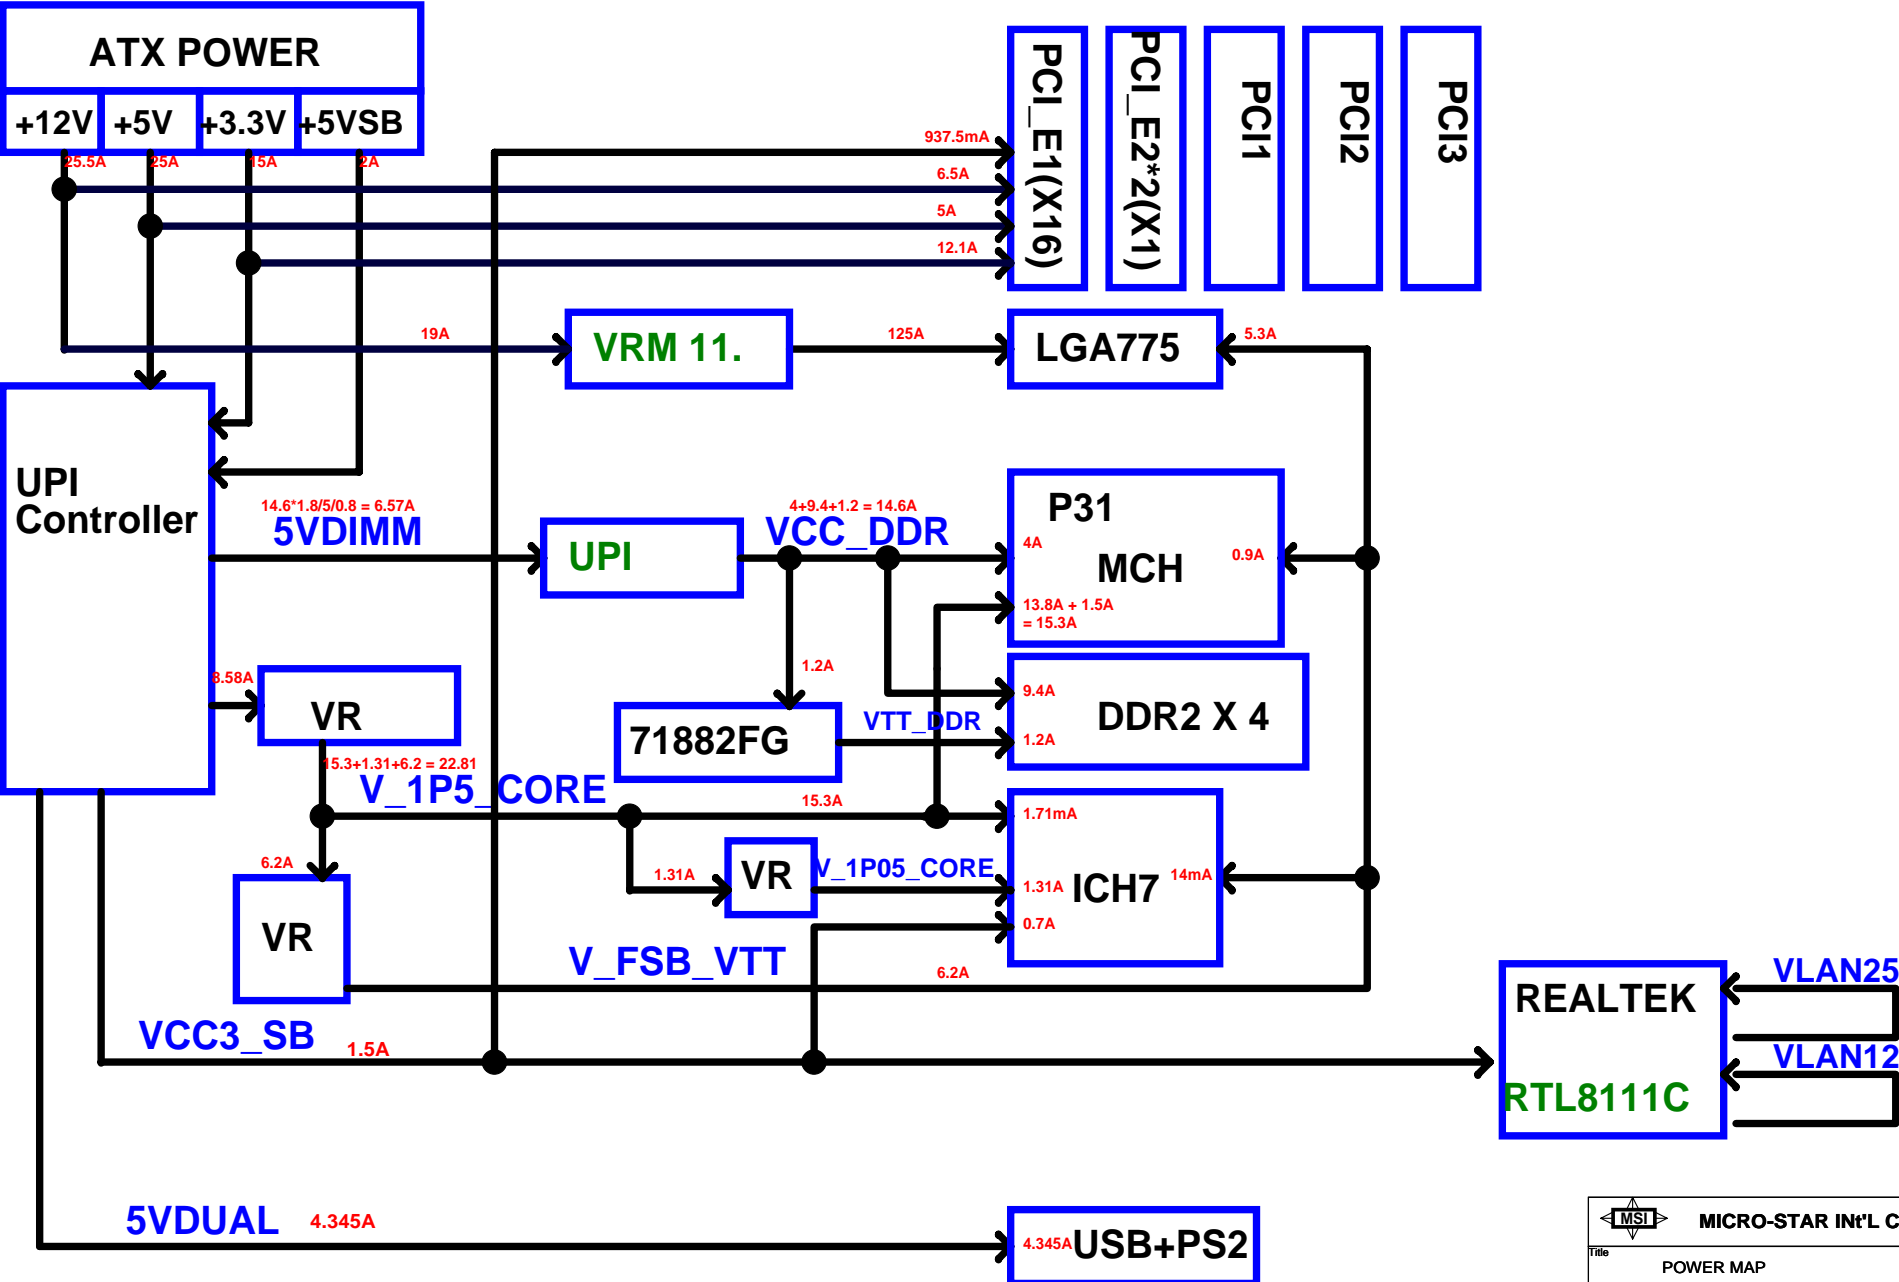 ATX POWER
+12V
+5V
+3.3V
+5VSB
25.5A
25A
15A
2A
PCI_E1(X16)
PCI_E2*2(X1)
PCI1
PCI2
PCI3
937.5mA
6.5A
5A
12.1A
19A
VRM 11.
125A
LGA775
5.3A
UPI
Controller
14.6*1.8/5/0.8 = 6.57A
5VDIMM
UPI
4+9.4+1.2 = 14.6A
VCC_DDR
P31
MCH
4A
0.9A
13.8A + 1.5A
= 15.3A
8.58A
VR
1.2A
71882FG
VTT_DDR
9.4A
1.2A
DDR2 X 4
15.3+1.31+6.2 = 22.81
V_1P5_CORE
15.3A
1.71mA
6.2A
VR
1.31A
VR
V_1P05_CORE
1.31A
ICH7
14mA
0.7A
V_FSB_VTT
6.2A
VCC3_SB
1.5A
REALTEK
RTL8111C
VLAN25
VLAN12
5VDUAL
4.345A
4.345A
USB+PS2
MSI
MICRO-STAR INt'L C
Title
POWER MAP